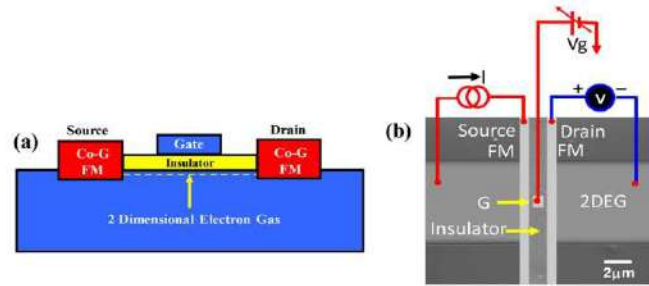 (a)
Source
Gate
Drain
Co-G
FM
Insulator
Co-G
FM
2 Dimensional Electron Gas
(b)
Vg
I
+
V
−
Source
FM
Drain
FM
G
2DEG
Insulator
2μm